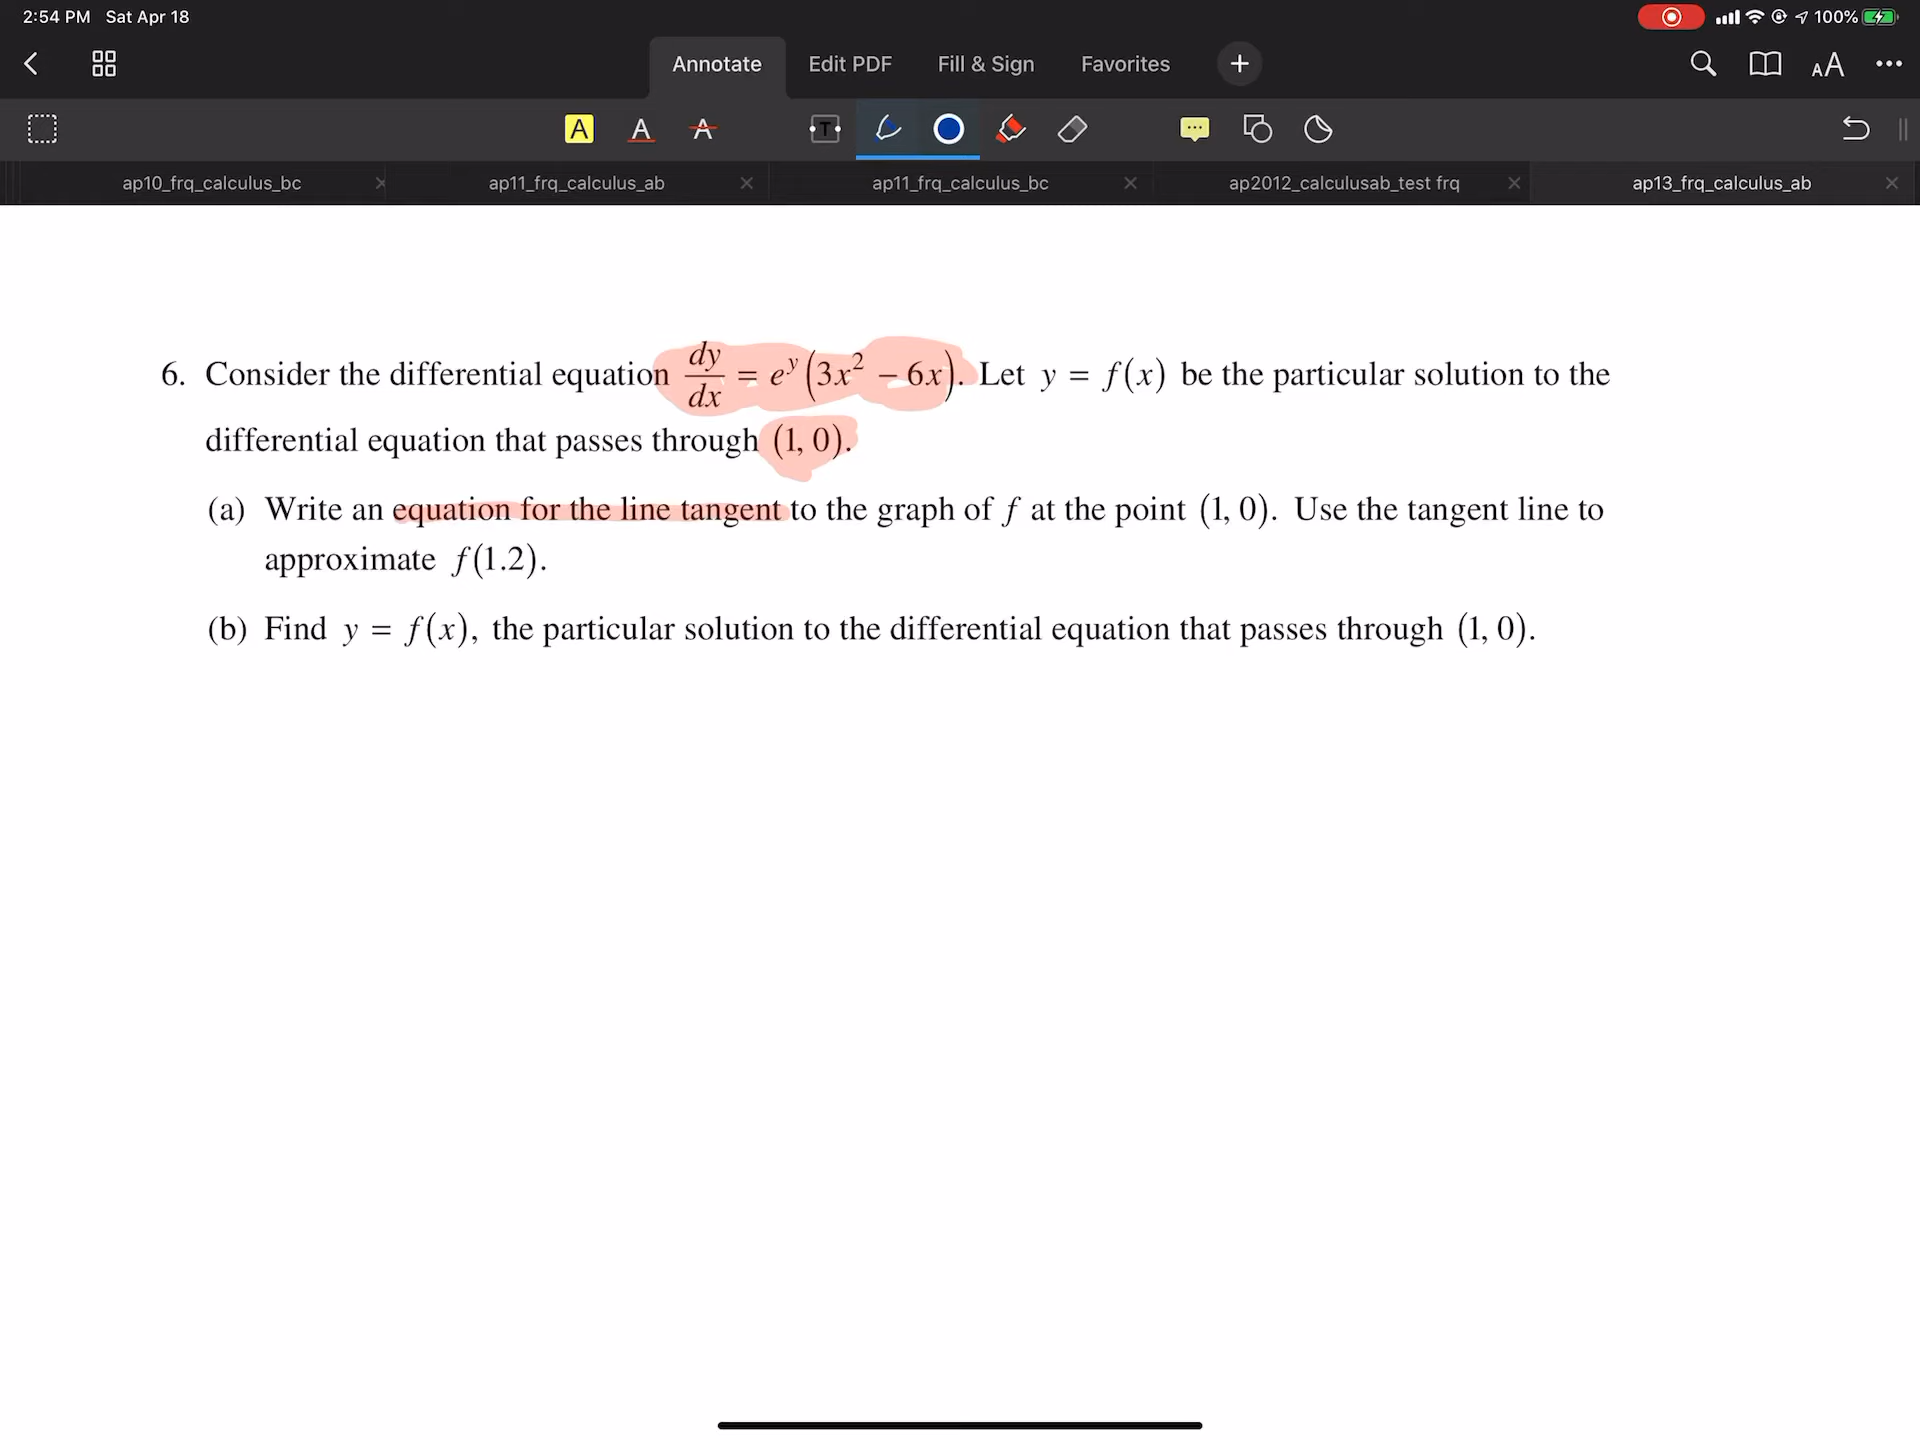 2:54 PM Sat Apr 18
100%
Annotate Edit PDF Fill & Sign Favorites
AA
A A A T
ap10_frq_calculus_bc ap11_frq_calculus_ab ap11_frq_calculus_bc ap2012_calculusab_test frq ap13_frq_calculus_ab
6. Consider the differential equation dy/dx = e^y(3x² − 6x). Let y = f(x) be the particular solution to the
differential equation that passes through (1, 0).
(a) Write an equation for the line tangent to the graph of f at the point (1, 0). Use the tangent line to
approximate f(1.2).
(b) Find y = f(x), the particular solution to the differential equation that passes through (1, 0).